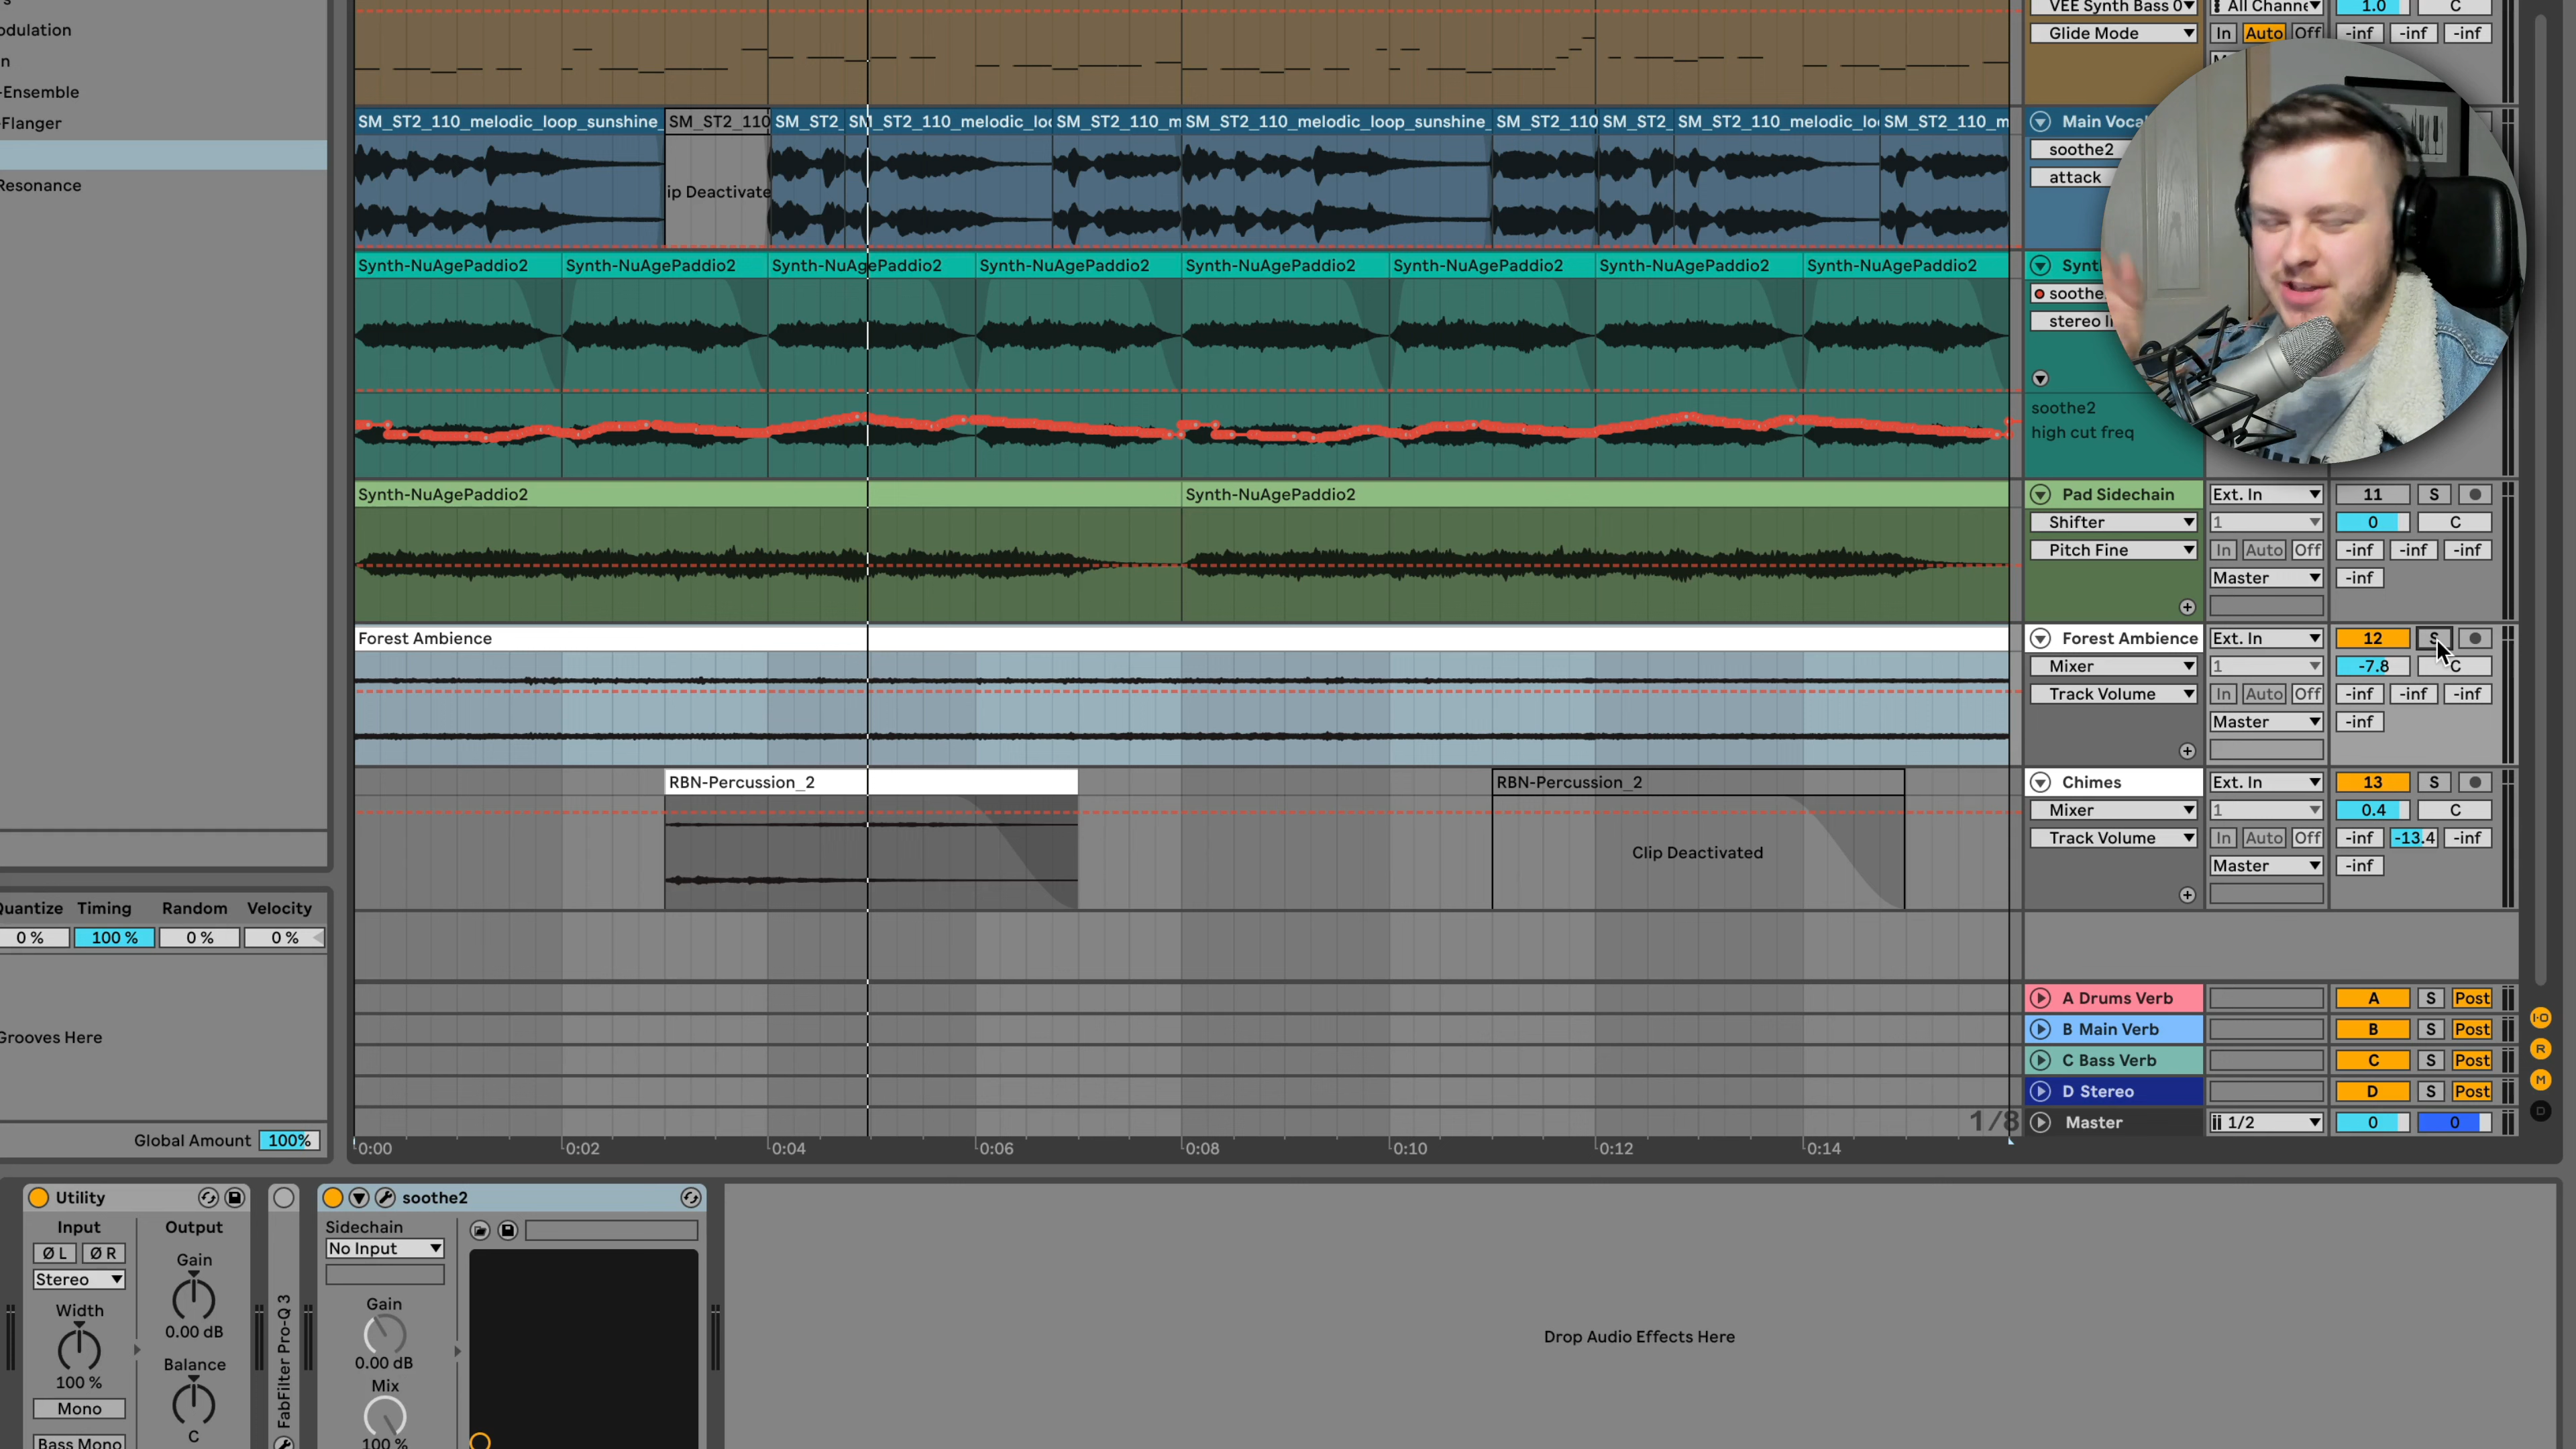 odulation
n
-Ensemble
-Flanger
Resonance
Quantize Timing Random Velocity
0 % 100 % 0 % 0 %
Grooves Here
Global Amount 100%
VEE Synth Bass 0 All Channe 1.0 C
Glide Mode In Auto Off -inf -inf -inf
SM_ST2_110_melodic_loop_sunshine SM_ST2_110 SM_ST2_ SM_ST2_110_melodic_loc SM_ST2_110_m SM_ST2_110_melodic_loop_sunshine SM_ST2_110 SM_ST2_ SM_ST2_110_melodic_lo SM_ST2_110_m
ip Deactivate
Main Voca
soothe2
attack
Synth-NuAgePaddio2 Synth-NuAgePaddio2 Synth-NuAgePaddio2 Synth-NuAgePaddio2 Synth-NuAgePaddio2 Synth-NuAgePaddio2 Synth-NuAgePaddio2 Synth-NuAgePaddio2
Synt
soothe
stereo li
soothe2
high cut freq
Synth-NuAgePaddio2 Synth-NuAgePaddio2
Pad Sidechain Ext. In 11 S
Shifter 1 0 C
Pitch Fine In Auto Off -inf -inf -inf
Master -inf
Forest Ambience
Forest Ambience Ext. In 12 S
Mixer 1 -7.8 C
Track Volume In Auto Off -inf -inf -inf
Master -inf
RBN-Percussion_2 RBN-Percussion_2
Clip Deactivated
Chimes Ext. In 13 S
Mixer 1 0.4 C
Track Volume In Auto Off -inf -13.4 -inf
Master -inf
A Drums Verb A S Post
B Main Verb B S Post
C Bass Verb C S Post
D Stereo D S Post
1/8 Master 1/2 0 0
I·O
R
M
D
0:00 0:02 0:04 0:06 0:08 0:10 0:12 0:14
Utility
Input Output
Ø L Ø R Gain
Stereo
0.00 dB
Width
Balance
100 %
Mono
C
Bass Mono
FabFilter Pro-Q 3
soothe2
Sidechain
No Input
Gain
0.00 dB
Mix
100 %
Drop Audio Effects Here